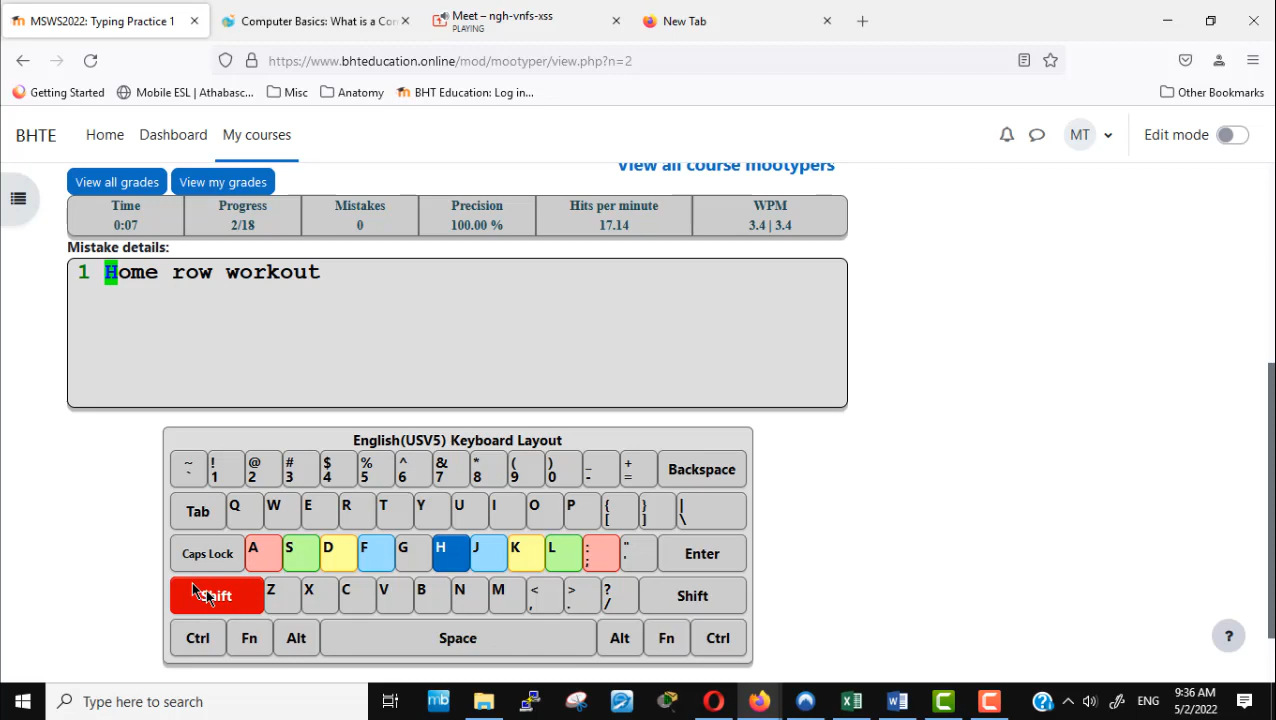 MSWS2022: Typing Practice 1
Computer Basics: What is a Con
Meet – ngh-vnfs-xss
PLAYING
New Tab
https://www.bhteducation.online/mod/mootyper/view.php?n=2
Getting Started
Mobile ESL | Athabasc...
Misc
Anatomy
BHT Education: Log in...
Other Bookmarks
BHTE
Home
Dashboard
My courses
MT
Edit mode
View all course mootypers
View all grades
View my grades
Time
Progress
Mistakes
Precision
Hits per minute
WPM
0:07
2/18
0
100.00 %
17.14
3.4 | 3.4
Mistake details:
1 Home row workout
English(USV5) Keyboard Layout
~ ! @ # $ % ^ & * ( ) _ +
` 1 2 3 4 5 6 7 8 9 0 - = Backspace
Tab Q W E R T Y U I O P { } |
[ ] \
Caps Lock A S D F G H J K L : " Enter
; '
Shift Z X C V B N M < > ? Shift
, . /
Ctrl Fn Alt Space Alt Fn Ctrl
?
Type here to search
mb
ENG
9:36 AM
5/2/2022